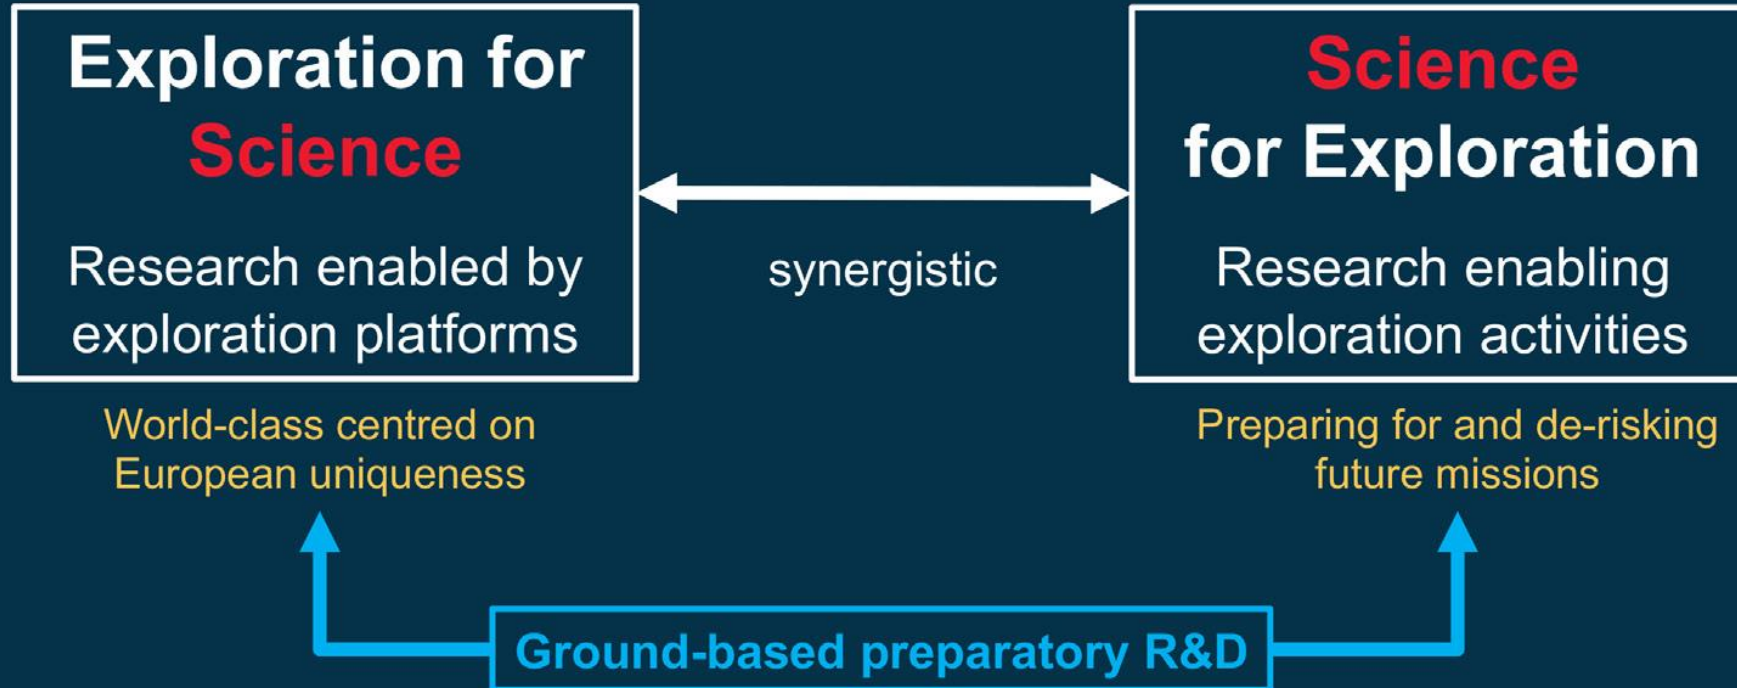 Exploration for
Science
Research enabled by
exploration platforms
World-class centred on
European uniqueness
synergistic
Science
for Exploration
Research enabling
exploration activities
Preparing for and de-risking
future missions
Ground-based preparatory R&D